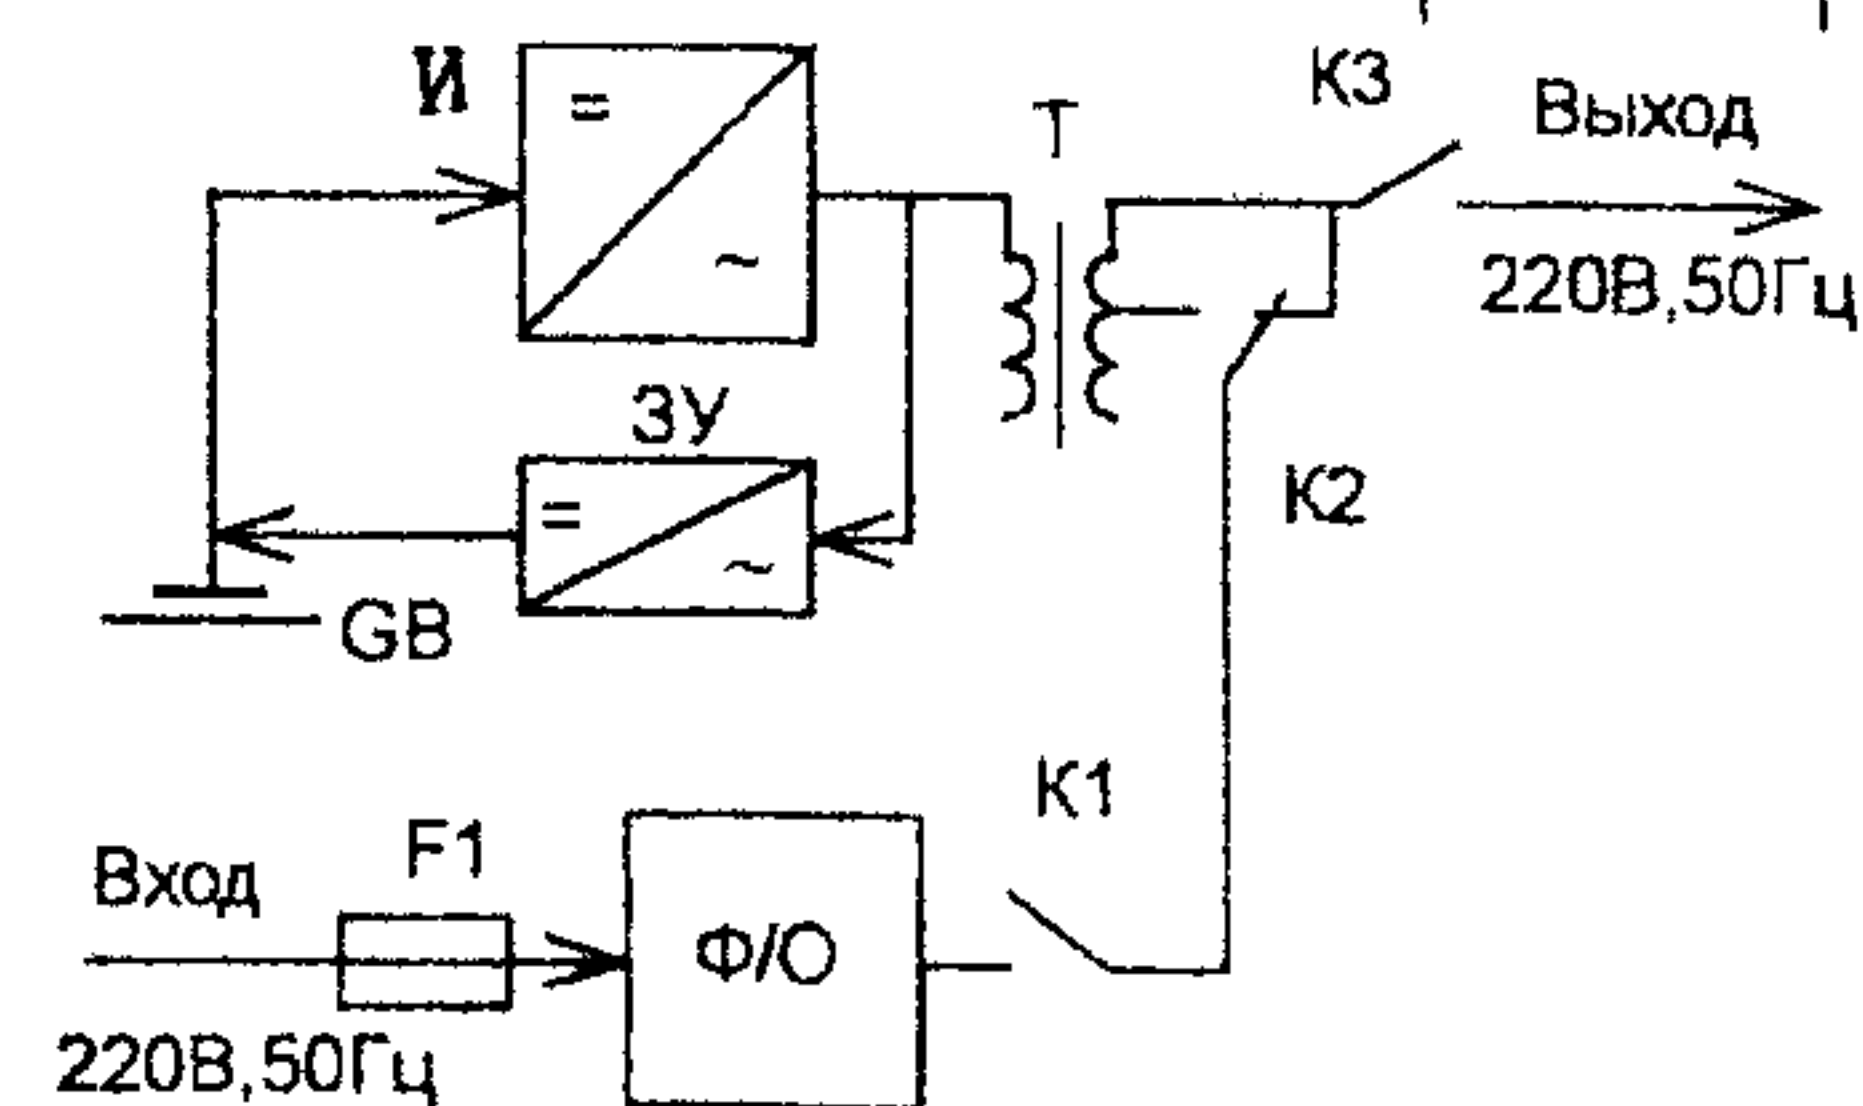 И
=
~
Т
К3
Выход
220В,50Гц
ЗУ
=
~
К2
GB
К1
F1
Вход
Ф/О
220В,50Гц